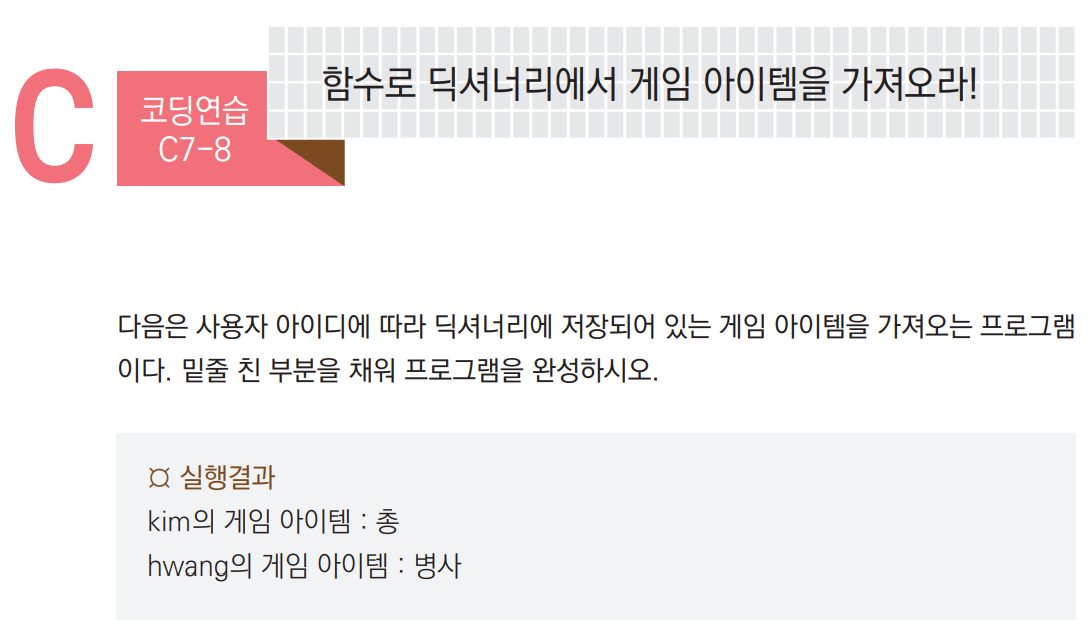 C
코딩연습
C7-8
함수로 딕셔너리에서 게임 아이템을 가져오라!
다음은 사용자 아이디에 따라 딕셔너리에 저장되어 있는 게임 아이템을 가져오는 프로그램
이다. 밑줄 친 부분을 채워 프로그램을 완성하시오.
¤ 실행결과
kim의 게임 아이템 : 총
hwang의 게임 아이템 : 병사